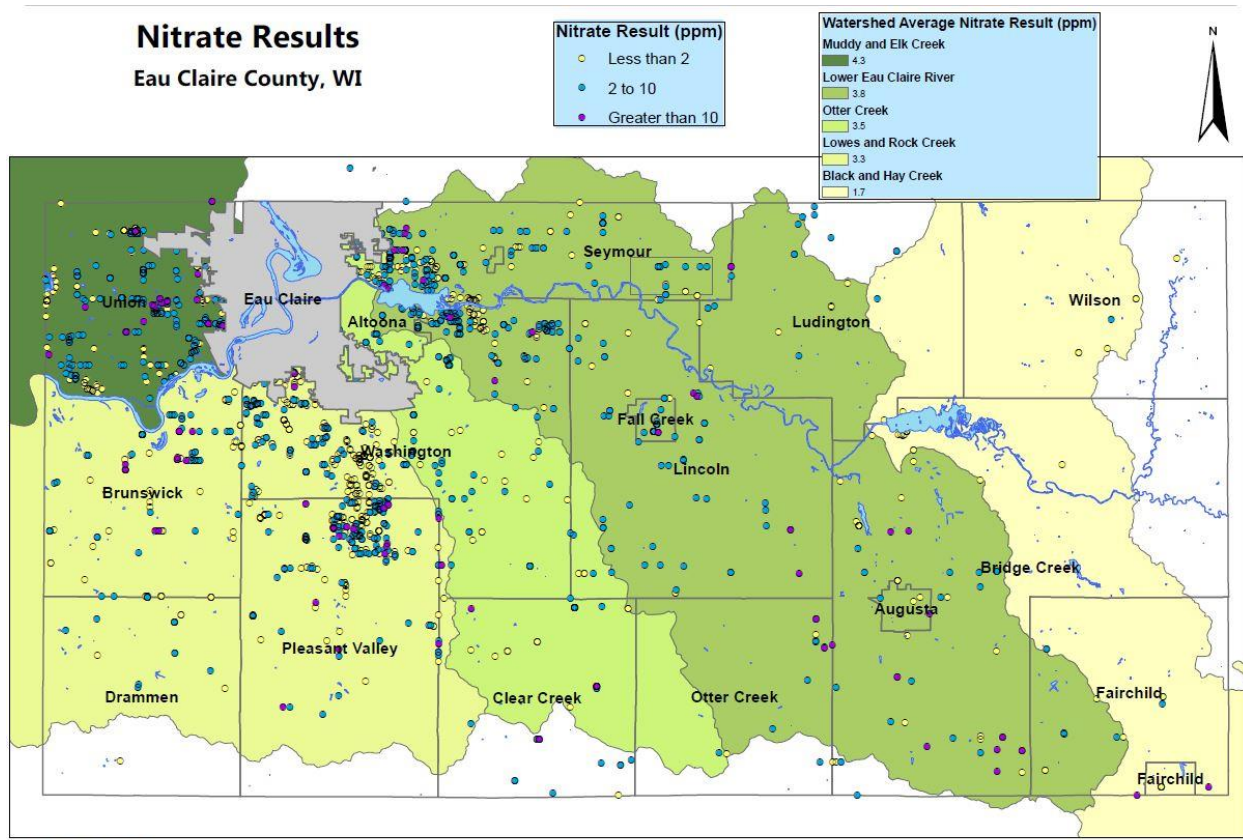 Nitrate Results
Eau Claire County, WI
Nitrate Result (ppm)
Less than 2
2 to 10
Greater than 10
Watershed Average Nitrate Result (ppm)
Muddy and Elk Creek
4.3
Lower Eau Claire River
3.8
Otter Creek
3.5
Lowes and Rock Creek
3.3
Black and Hay Creek
1.7
N
Seymour
Union
Eau Claire
Altoona
Ludington
Wilson
Fall Creek
Washington
Lincoln
Brunswick
Bridge Creek
Augusta
Pleasant Valley
Drammen
Clear Creek
Otter Creek
Fairchild
Fairchild